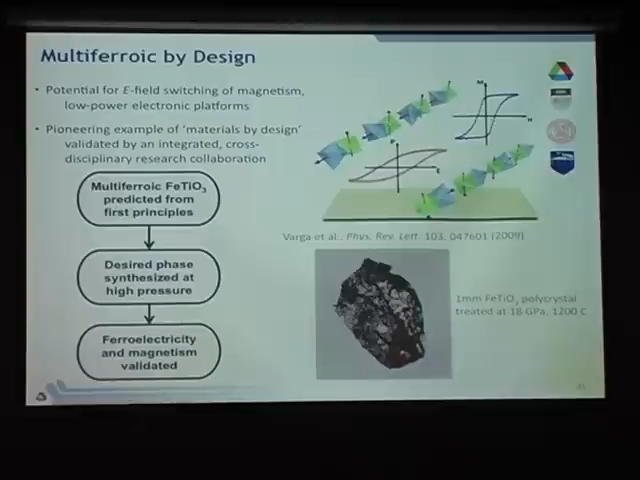 Multiferroic by Design
• Potential for E-field switching of magnetism,
low-power electronic platforms
• Pioneering example of 'materials by design'
validated by an integrated, cross-
disciplinary research collaboration
Multiferroic FeTiO3
predicted from
first principles
Desired phase
synthesized at
high pressure
Ferroelectricity
and magnetism
validated
M
P
E
Varga et al., Phys. Rev. Lett. 103, 047601 (2009)
1mm FeTiO3 polycrystal
treated at 18 GPa, 1200 C